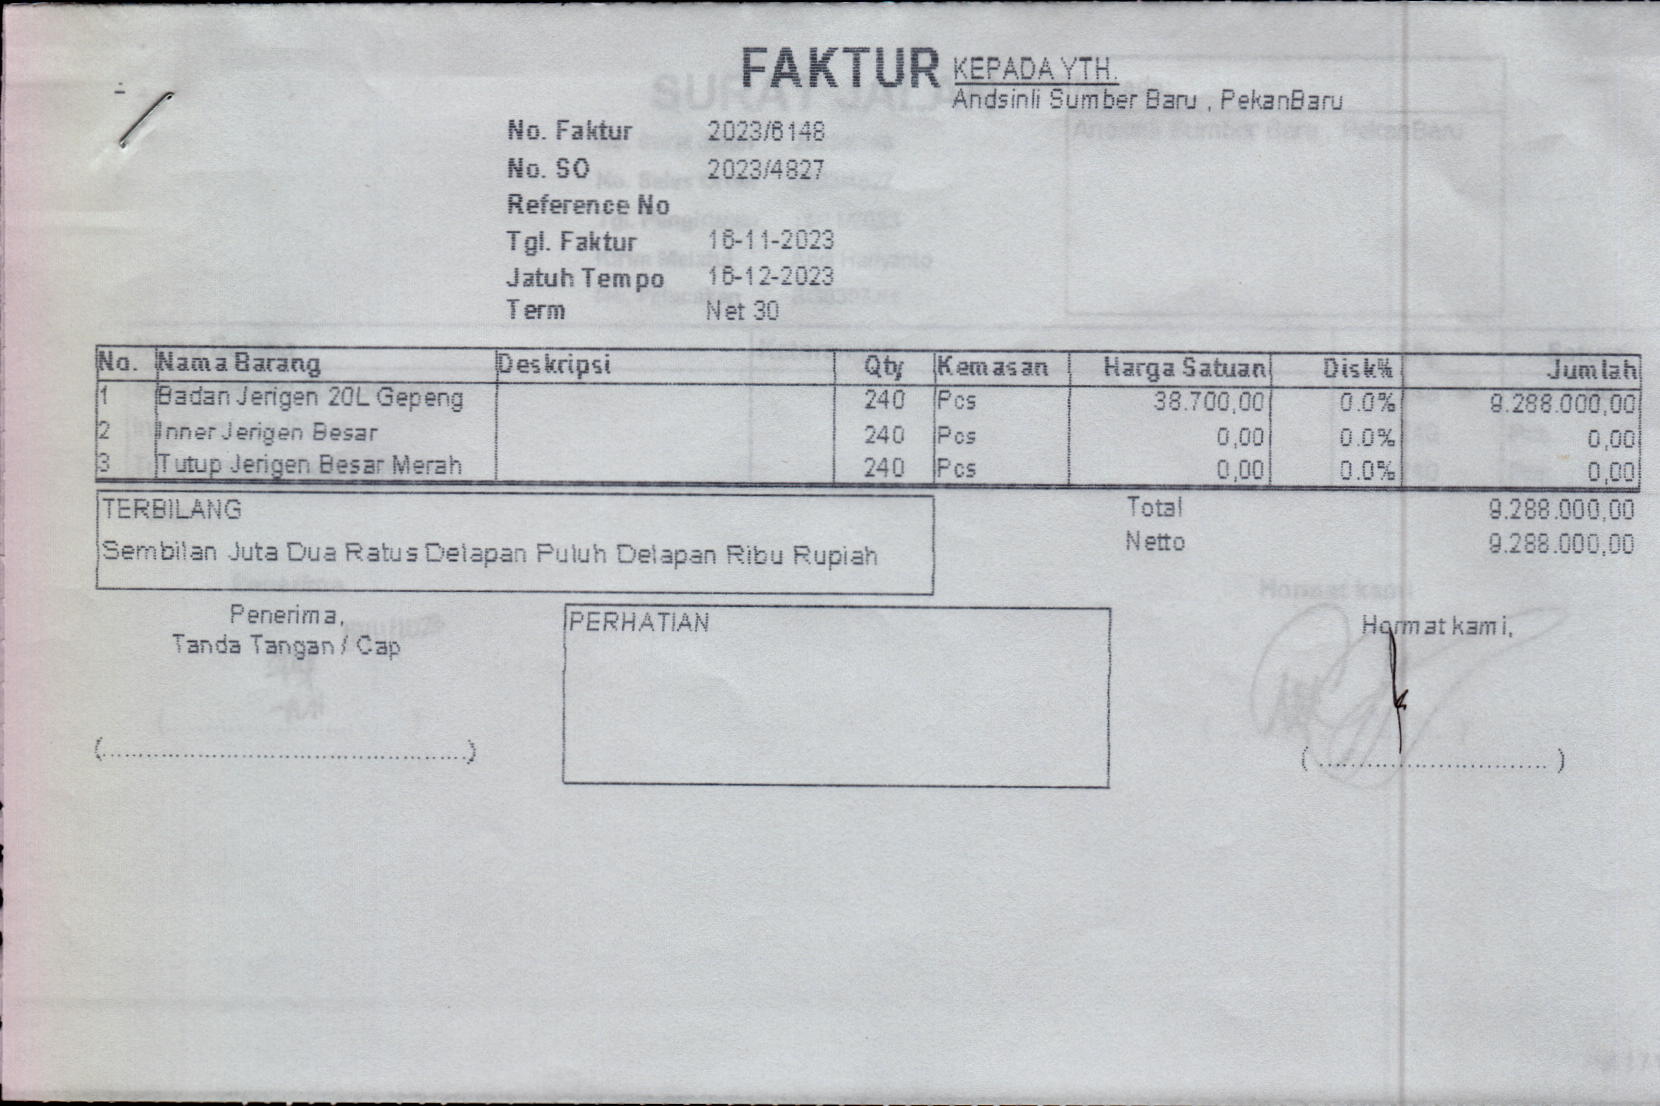 FAKTUR
KEPADA YTH.
Andsinli Sumber Baru , PekanBaru
No. Faktur 2023/6148
No. SO 2023/4827
Reference No
Tgl. Faktur 16-11-2023
Jatuh Tempo 16-12-2023
Term Net 30
No. Nama Barang Deskripsi Qty Kemasan Harga Satuan Disk% Jumlah
1 Badan Jerigen 20L Gepeng 240 Pcs 38.700,00 0.0% 9.288.000,00
2 Inner Jerigen Besar 240 Pcs 0,00 0.0% 0,00
3 Tutup Jerigen Besar Merah 240 Pcs 0,00 0.0% 0,00
TERBILANG
Sembilan Juta Dua Ratus Delapan Puluh Delapan Ribu Rupiah
Total 9.288.000,00
Netto 9.288.000,00
Penerima,
Tanda Tangan / Cap
(................................................)
PERHATIAN
Hormat kami,
(..............................)